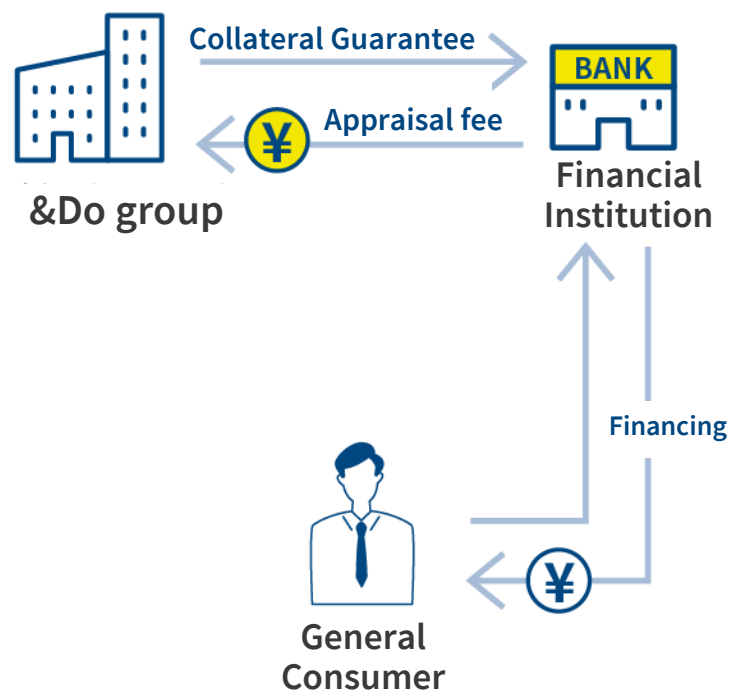 Collateral Guarantee
BANK
¥
Appraisal fee
&Do group
Financial
Institution
Financing
¥
General
Consumer